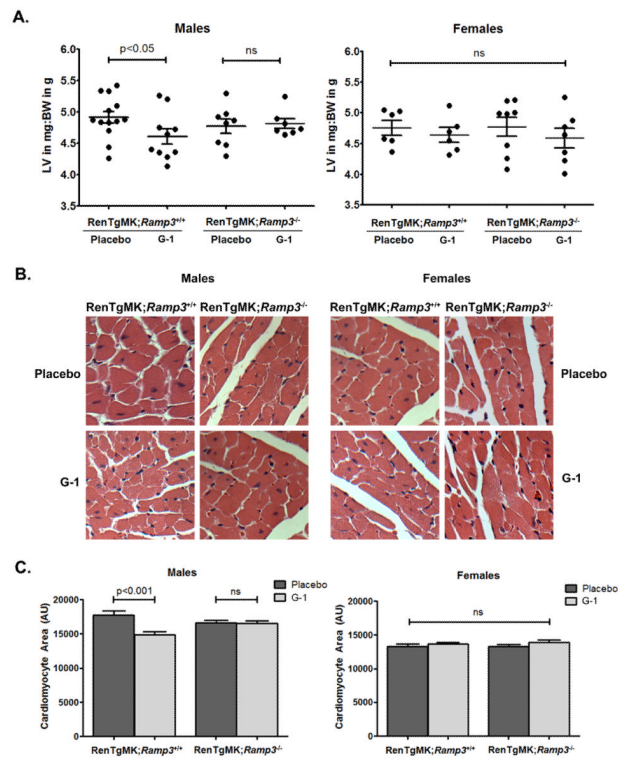 A.
Males
Females
p<0.05
ns
ns
LV in mg:BW in g
6.0
5.5
5.0
4.5
4.0
3.5
LV in mg:BW in g
6.0
5.5
5.0
4.5
4.0
3.5
RenTgMK;Ramp3+/+ RenTgMK;Ramp3-/-
Placebo G-1 Placebo G-1
RenTgMK;Ramp3+/+ RenTgMK;Ramp3-/-
Placebo G-1 Placebo G-1
B.
Males
Females
RenTgMK;Ramp3+/+ RenTgMK;Ramp3-/-
RenTgMK;Ramp3+/+ RenTgMK;Ramp3-/-
Placebo
Placebo
G-1
G-1
C.
Males
Placebo
G-1
p<0.001
ns
Cardiomyocyte Area (AU)
20000
15000
10000
5000
0
RenTgMK;Ramp3+/+ RenTgMK;Ramp3-/-
Females
Placebo
G-1
ns
Cardiomyocyte Area (AU)
20000
15000
10000
5000
0
RenTgMK;Ramp3+/+ RenTgMK;Ramp3-/-